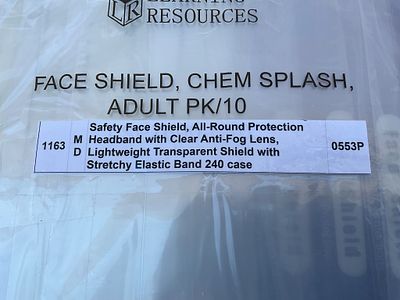 LEARNING
RESOURCES
FACE SHIELD, CHEM SPLASH,
ADULT PK/10
1163 M D Safety Face Shield, All-Round Protection
Headband with Clear Anti-Fog Lens,
Lightweight Transparent Shield with
Stretchy Elastic Band 240 case
0553P